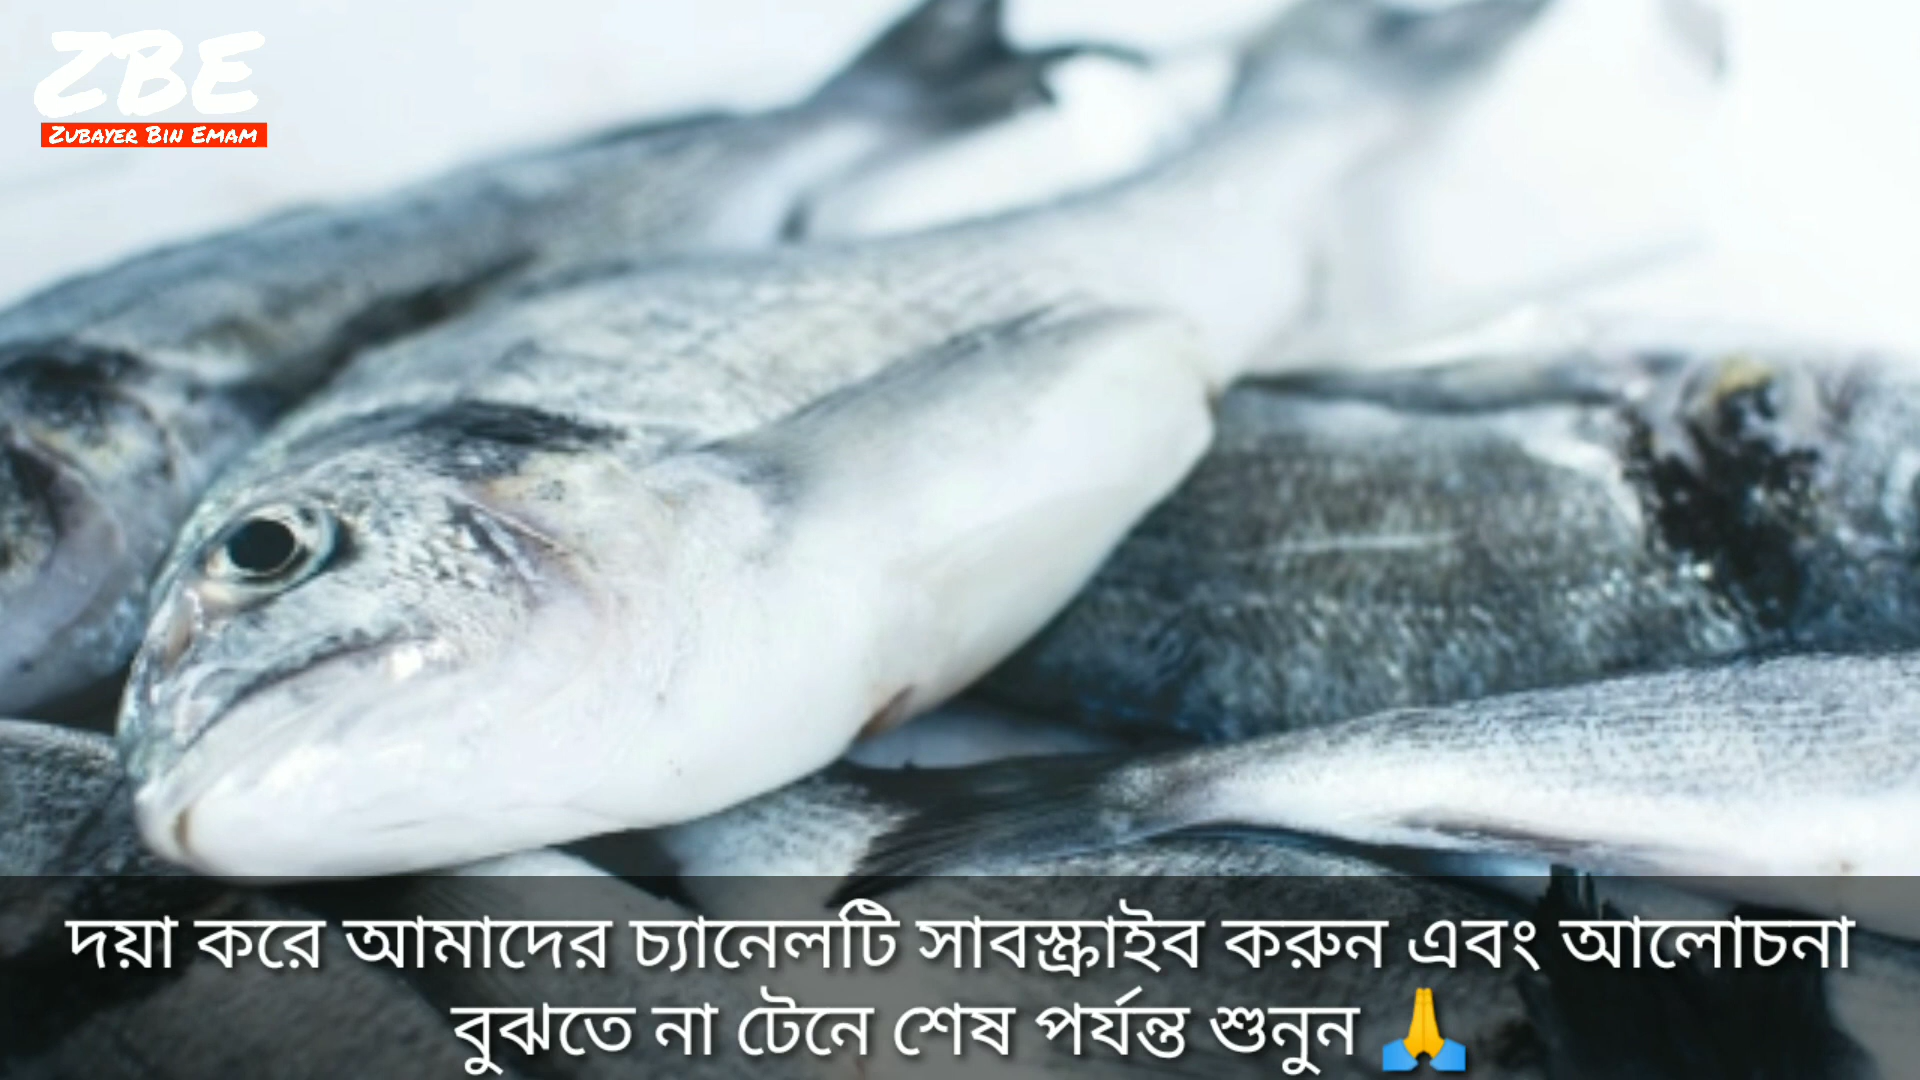 ZBE
ZUBAYER BIN EMAM
দয়া করে আমাদের চ্যানেলটি সাবস্ক্রাইব করুন এবং আলোচনা
বুঝতে না টেনে শেষ পর্যন্ত শুনুন 🙏